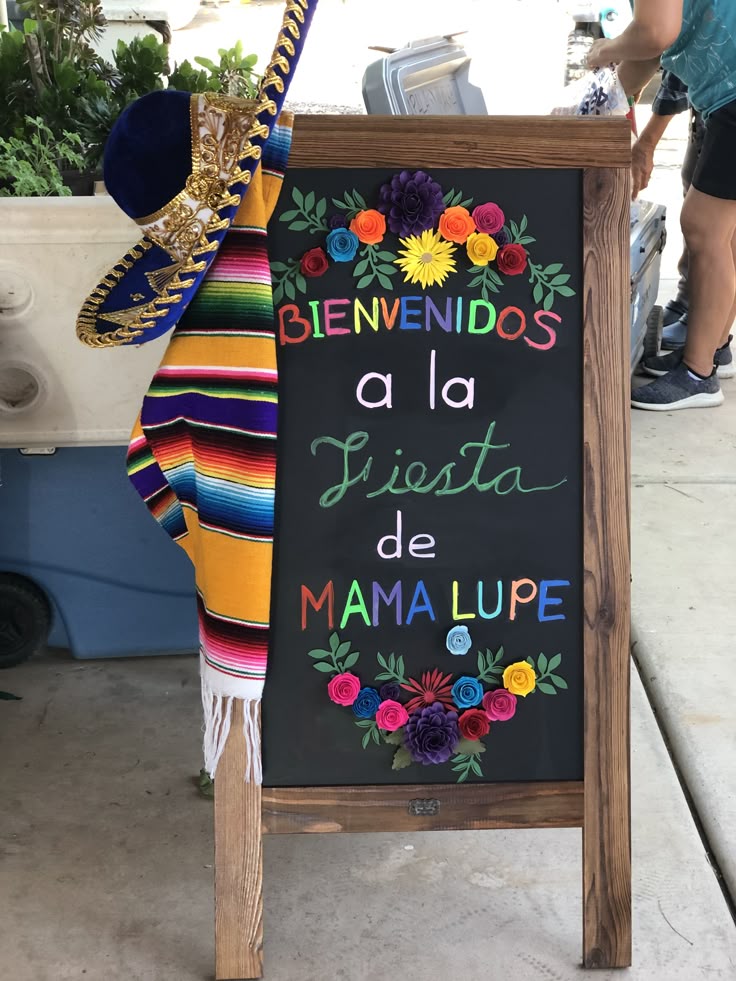 BIENVENIDOS
a la
Fiesta
de
MAMA LUPE